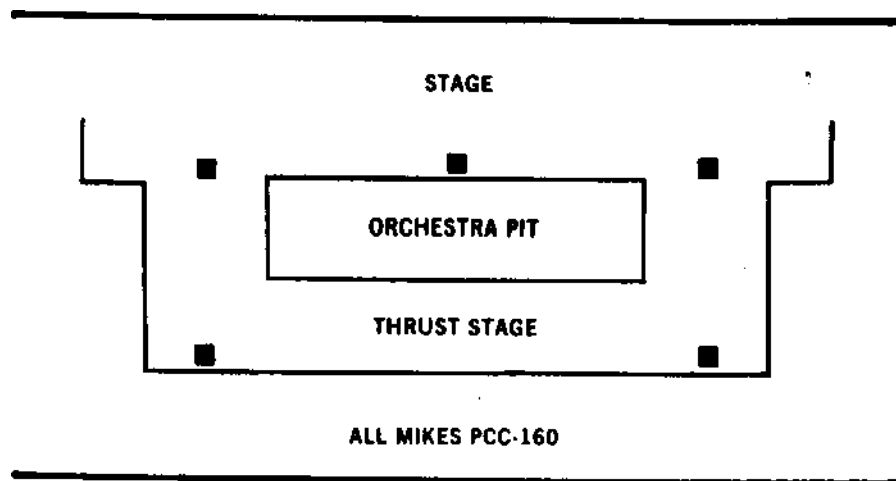 STAGE
ORCHESTRA PIT
THRUST STAGE
ALL MIKES PCC-160